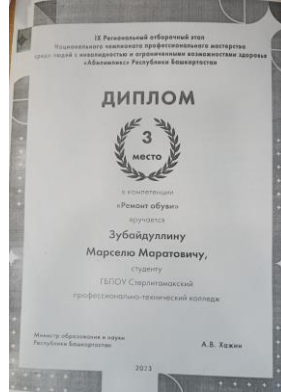 IX Региональный отборочный этап
Национального чемпионата профессионального мастерства
среди людей с инвалидностью и ограниченными возможностями здоровья
«Абилимпикс» Республики Башкортостан
ДИПЛОМ
3
место
в компетенции
«Ремонт обуви»
вручается
Зубайдуллину
Марселю Маратовичу,
студенту
ГБПОУ Стерлитамакский
профессионально-технический колледж
Министр образования и науки
Республики Башкортостан
А.В. Хажин
2023